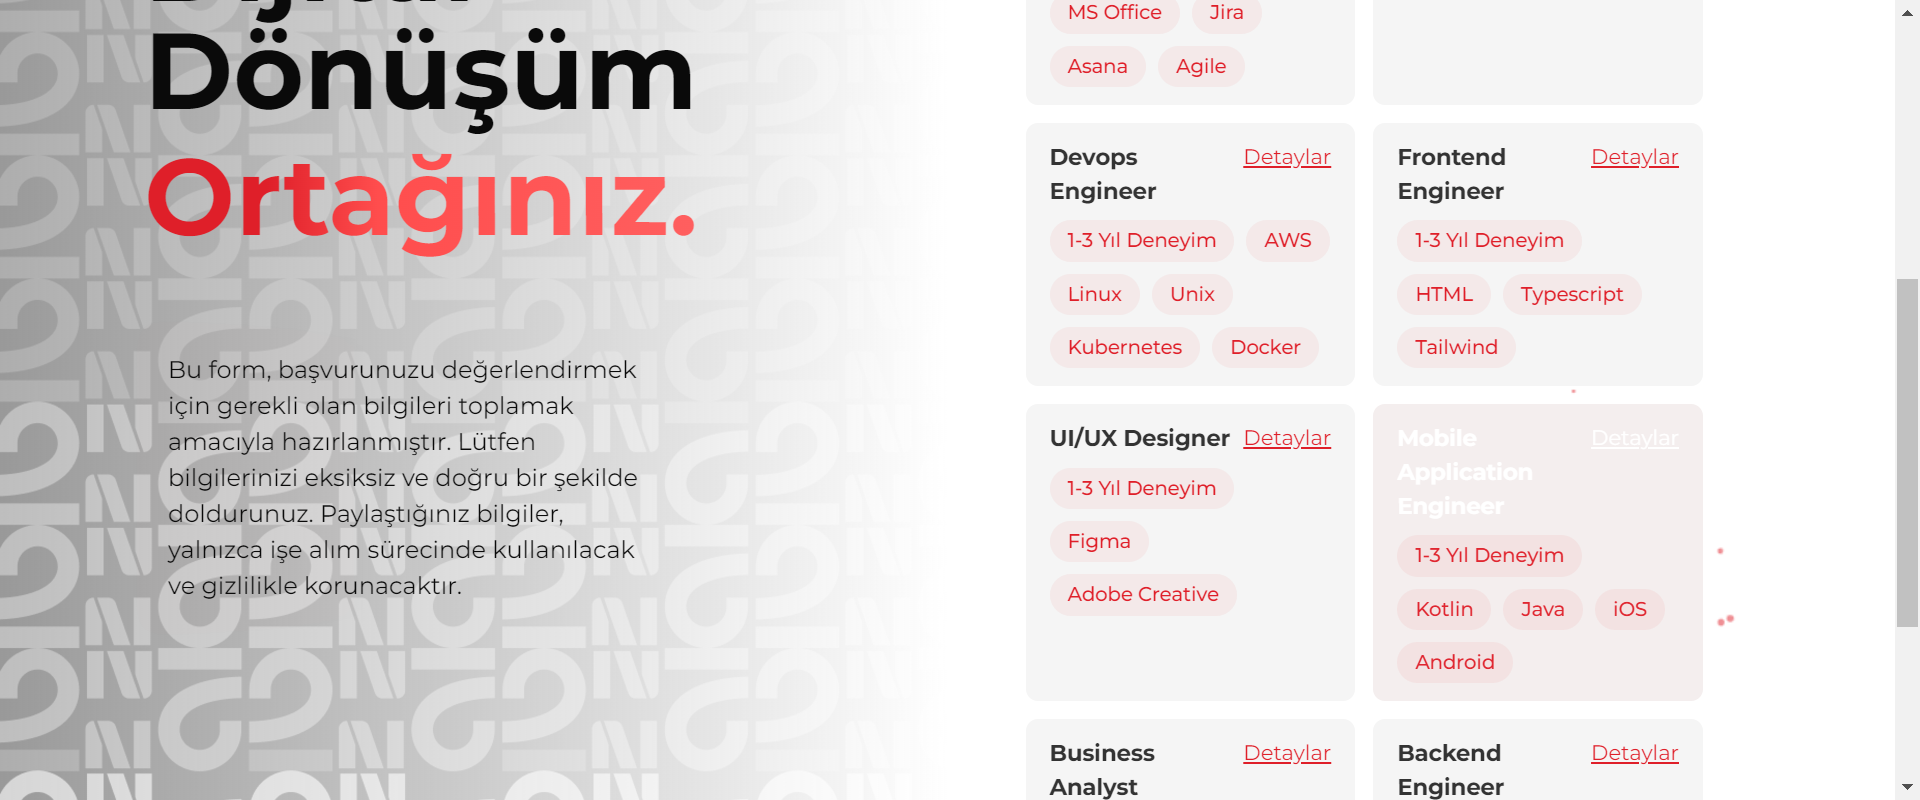 Dijital
Dönüşüm
Ortağınız.
Bu form, başvurunuzu değerlendirmek
için gerekli olan bilgileri toplamak
amacıyla hazırlanmıştır. Lütfen
bilgilerinizi eksiksiz ve doğru bir şekilde
doldurunuz. Paylaştığınız bilgiler,
yalnızca işe alım sürecinde kullanılacak
ve gizlilikle korunacaktır.
MS Office Jira
Asana Agile
Devops Detaylar
Engineer
1-3 Yıl Deneyim AWS
Linux Unix
Kubernetes Docker
Frontend Detaylar
Engineer
1-3 Yıl Deneyim
HTML Typescript
Tailwind
UI/UX Designer Detaylar
1-3 Yıl Deneyim
Figma
Adobe Creative
Mobile Detaylar
Application
Engineer
1-3 Yıl Deneyim
Kotlin Java iOS
Android
Business Detaylar
Analyst
Backend Detaylar
Engineer